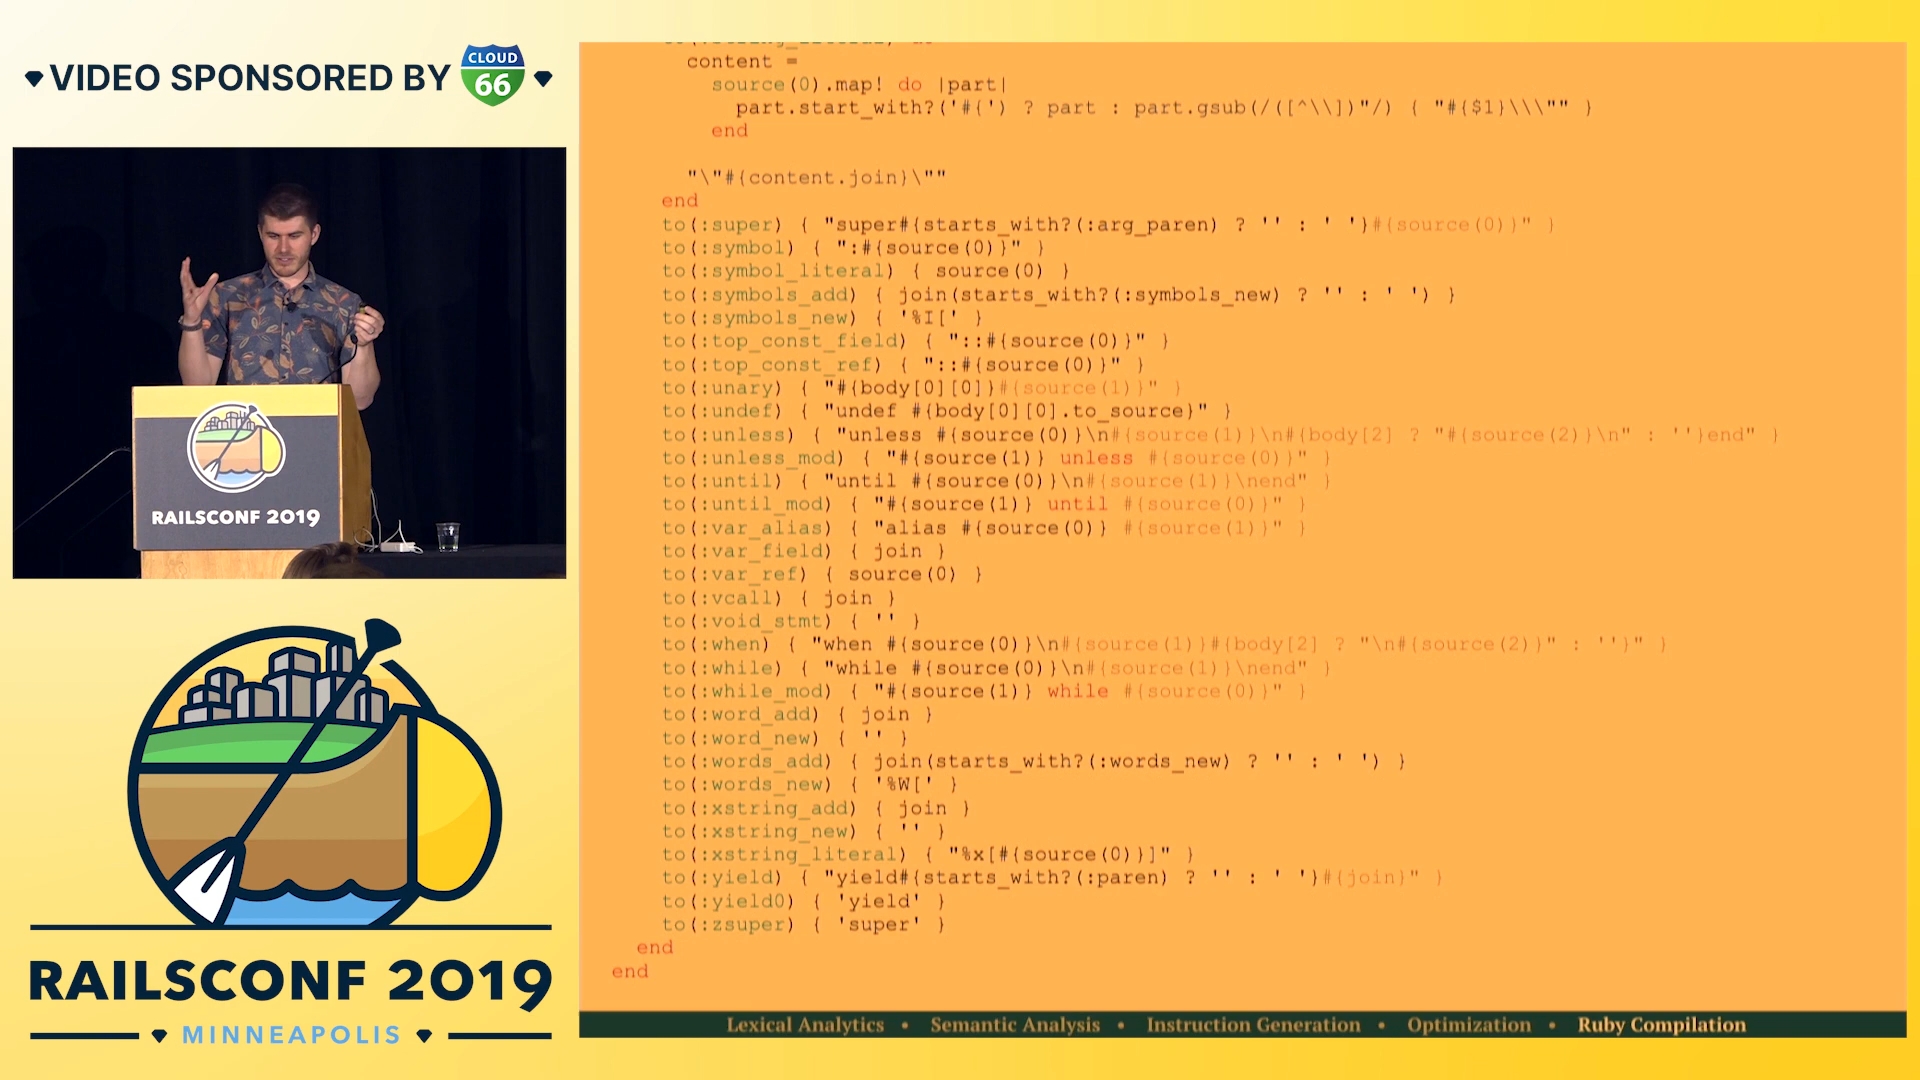 VIDEO SPONSORED BY CLOUD 66
RAILSCONF 2019
RAILSCONF 2019
MINNEAPOLIS
content =
source(0).map! do |part|
part.start_with?('#{') ? part : part.gsub(/([^\\])"/) { "#{$1}\\\"" }
end
"\"#{content.join}\""
end
to(:super) { "super#{starts_with?(:arg_paren) ? '' : ' '}#{source(0)}" }
to(:symbol) { ":#{source(0)}" }
to(:symbol_literal) { source(0) }
to(:symbols_add) { join(starts_with?(:symbols_new) ? '' : ' ') }
to(:symbols_new) { '%I[' }
to(:top_const_field) { "::#{source(0)}" }
to(:top_const_ref) { "::#{source(0)}" }
to(:unary) { "#{body[0][0]}#{source(1)}" }
to(:undef) { "undef #{body[0][0].to_source}" }
to(:unless) { "unless #{source(0)}\n#{source(1)}\n#{body[2] ? "#{source(2)}\n" : ''}end" }
to(:unless_mod) { "#{source(1)} unless #{source(0)}" }
to(:until) { "until #{source(0)}\n#{source(1)}\nend" }
to(:until_mod) { "#{source(1)} until #{source(0)}" }
to(:var_alias) { "alias #{source(0)} #{source(1)}" }
to(:var_field) { join }
to(:var_ref) { source(0) }
to(:vcall) { join }
to(:void_stmt) { '' }
to(:when) { "when #{source(0)}\n#{source(1)}#{body[2] ? "\n#{source(2)}" : ''}" }
to(:while) { "while #{source(0)}\n#{source(1)}\nend" }
to(:while_mod) { "#{source(1)} while #{source(0)}" }
to(:word_add) { join }
to(:word_new) { '' }
to(:words_add) { join(starts_with?(:words_new) ? '' : ' ') }
to(:words_new) { '%W[' }
to(:xstring_add) { join }
to(:xstring_new) { '' }
to(:xstring_literal) { "%x[#{source(0)}]" }
to(:yield) { "yield#{starts_with?(:paren) ? '' : ' '}#{join}" }
to(:yield0) { 'yield' }
to(:zsuper) { 'super' }
end
end
Lexical Analytics • Semantic Analysis • Instruction Generation • Optimization • Ruby Compilation